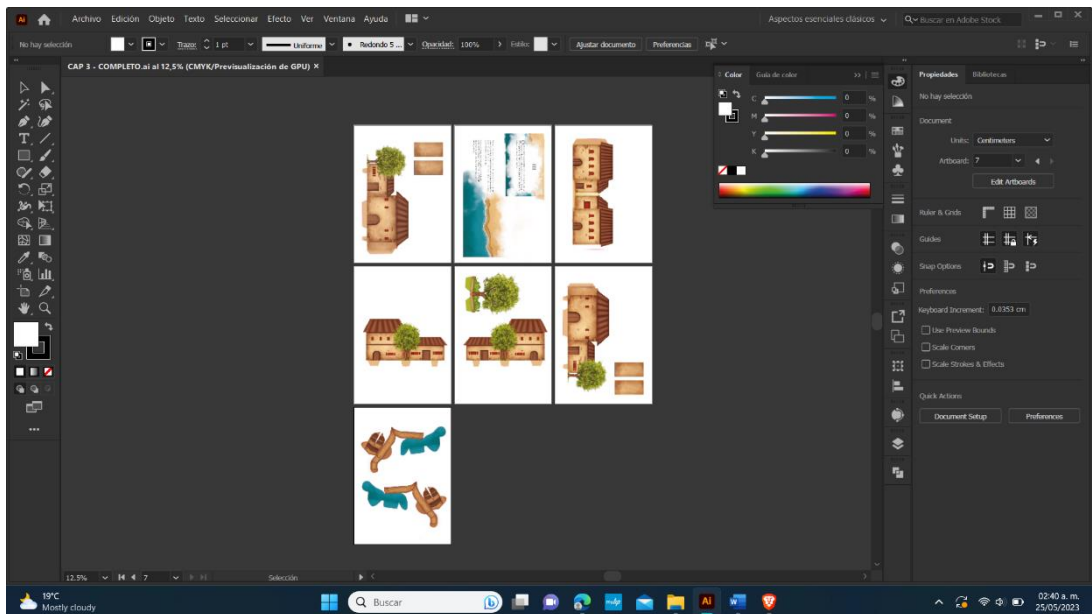 Ai Archivo Edición Objeto Texto Seleccionar Efecto Ver Ventana Ayuda Aspectos esenciales clásicos Buscar en Adobe Stock
No hay selección Trazo: 1 pt Uniforme Redondo 5 ... Opacidad: 100% Estilo: Ajustar documento Preferencias
CAP 3 - COMPLETO.ai al 12,5% (CMYK/Previsualización de GPU) ×
Color Guía de color
C 0 %
M 0 %
Y 0 %
K 0 %
Propiedades Bibliotecas
No hay selección
Document
Units: Centimeters
Artboard: 7
Edit Artboards
Ruler & Grids
Guides
Snap Options
Preferences
Keyboard Increment: 0.0353 cm
Use Preview Bounds
Scale Corners
Scale Strokes & Effects
Quick Actions
Document Setup Preferences
12.5% 7 Selección
19°C
Mostly cloudy
Buscar
Ai
02:40 a. m.
25/05/2023